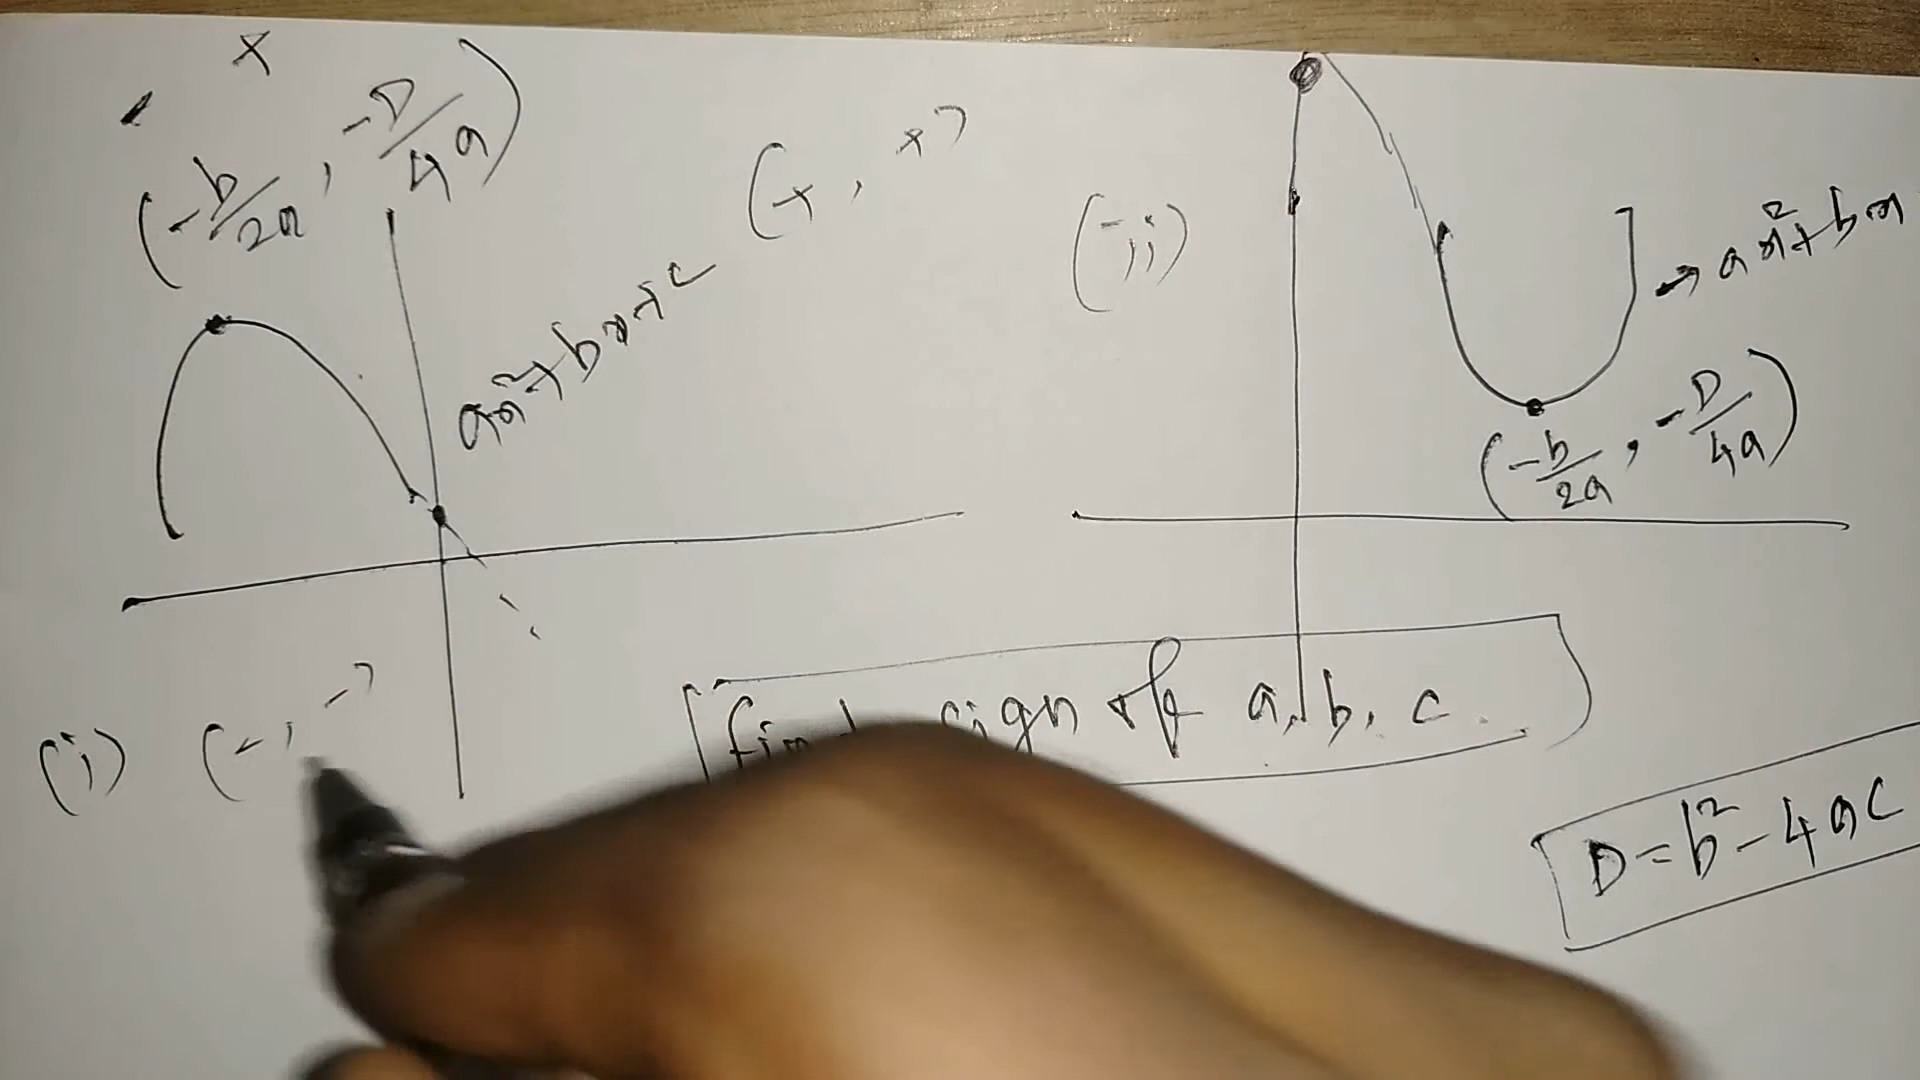 x
(-b/2a, -D/4a)
ax²+bx+c
(+, +)
(ii)
→ ax²+bx
(-b/2a, -D/4a)
(i) (-, -)
sign of a, b, c.
D=b²-4ac